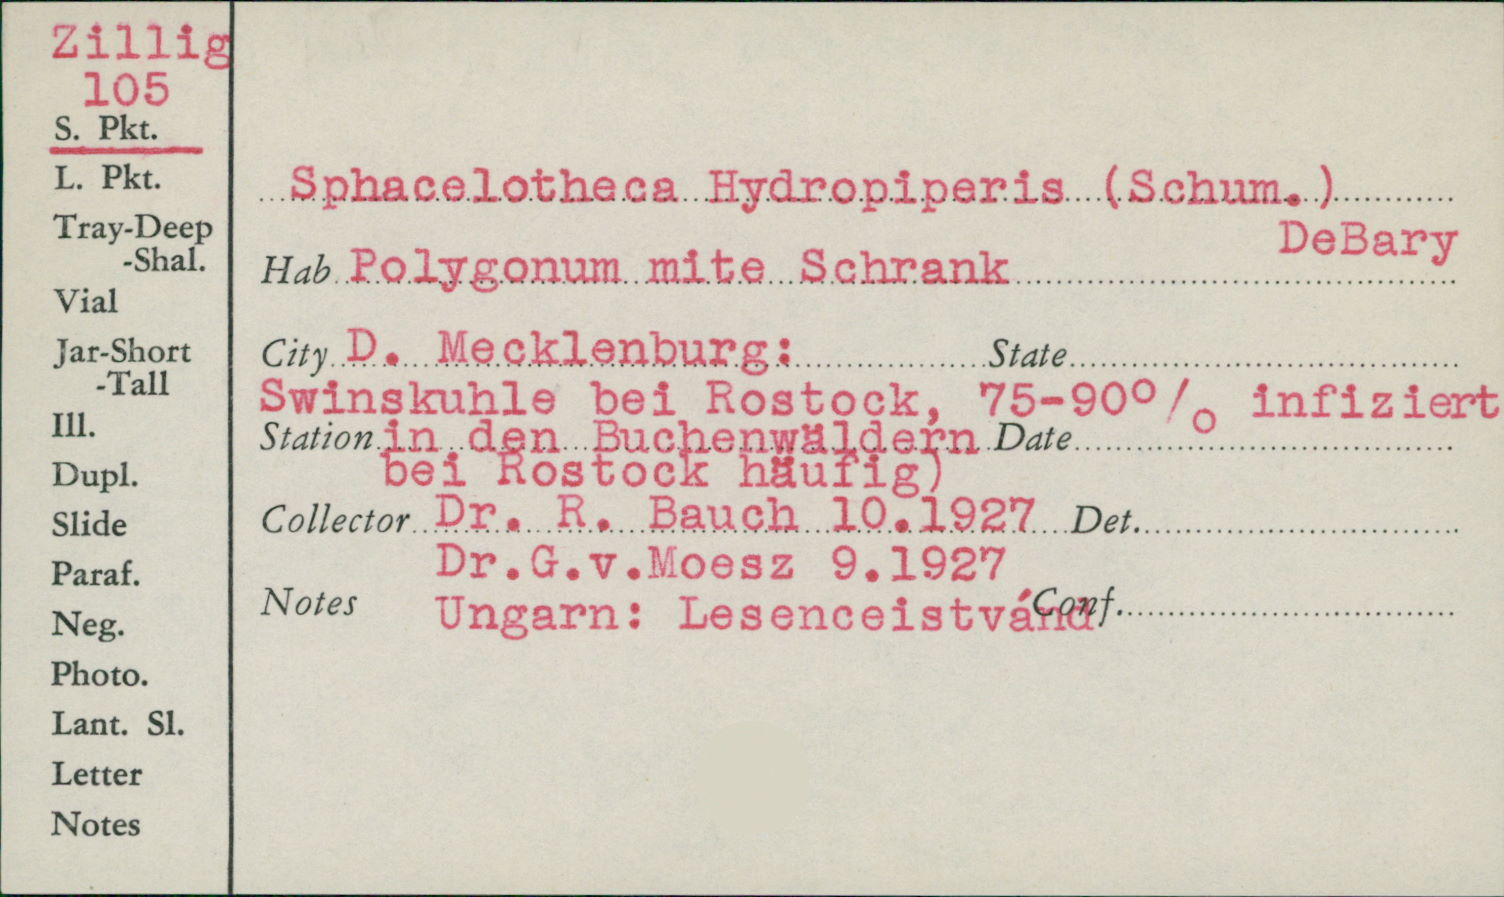 Zillig
105
S. Pkt.
L. Pkt.
Tray-Deep
-Shal.
Vial
Jar-Short
-Tall
Ill.
Dupl.
Slide
Paraf.
Neg.
Photo.
Lant. Sl.
Letter
Notes
Sphacelotheca Hydropiperis (Schum.)
DeBary
Hab Polygonum mite Schrank
City D. Mecklenburg: State
Swinskuhle bei Rostock, 75-90% infiziert
Station in den Buchenwäldern Date
bei Rostock häufig)
Collector Dr. R. Bauch 10.1927 Det.
Dr.G.v.Moesz 9.1927
Notes Ungarn: Lesenceistvánd Conf.